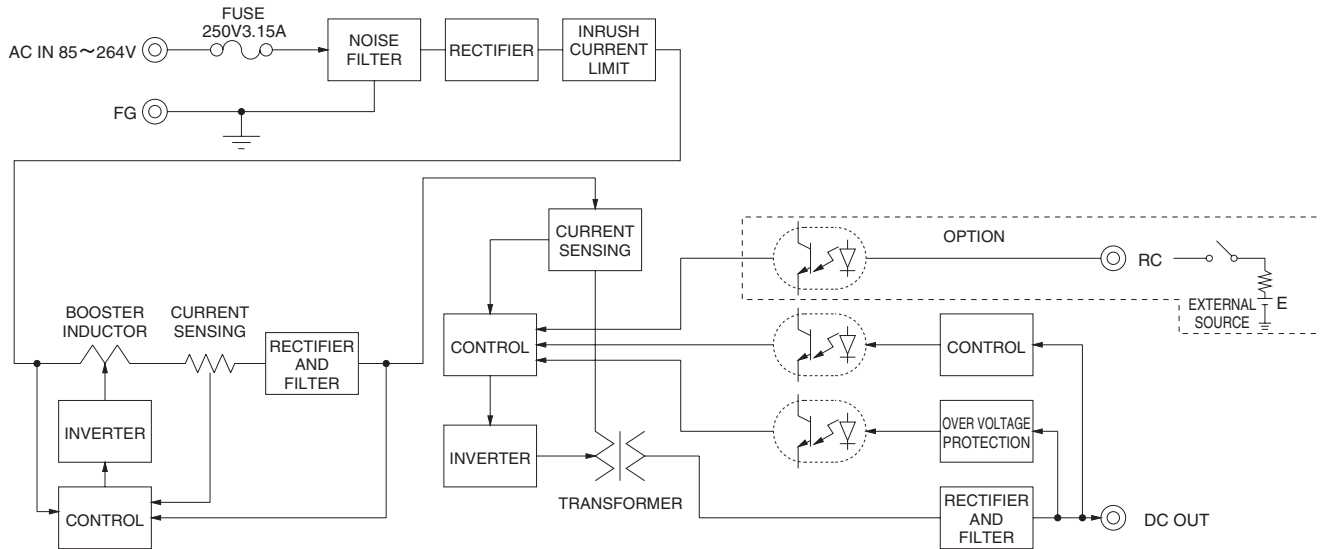 FUSE
250V3.15A
AC IN 85～264V
NOISE
FILTER
RECTIFIER
INRUSH
CURRENT
LIMIT
FG
CURRENT
SENSING
OPTION
RC
EXTERNAL
SOURCE
E
BOOSTER
INDUCTOR
CURRENT
SENSING
RECTIFIER
AND
FILTER
CONTROL
CONTROL
INVERTER
INVERTER
OVER VOLTAGE
PROTECTION
TRANSFORMER
CONTROL
RECTIFIER
AND
FILTER
DC OUT